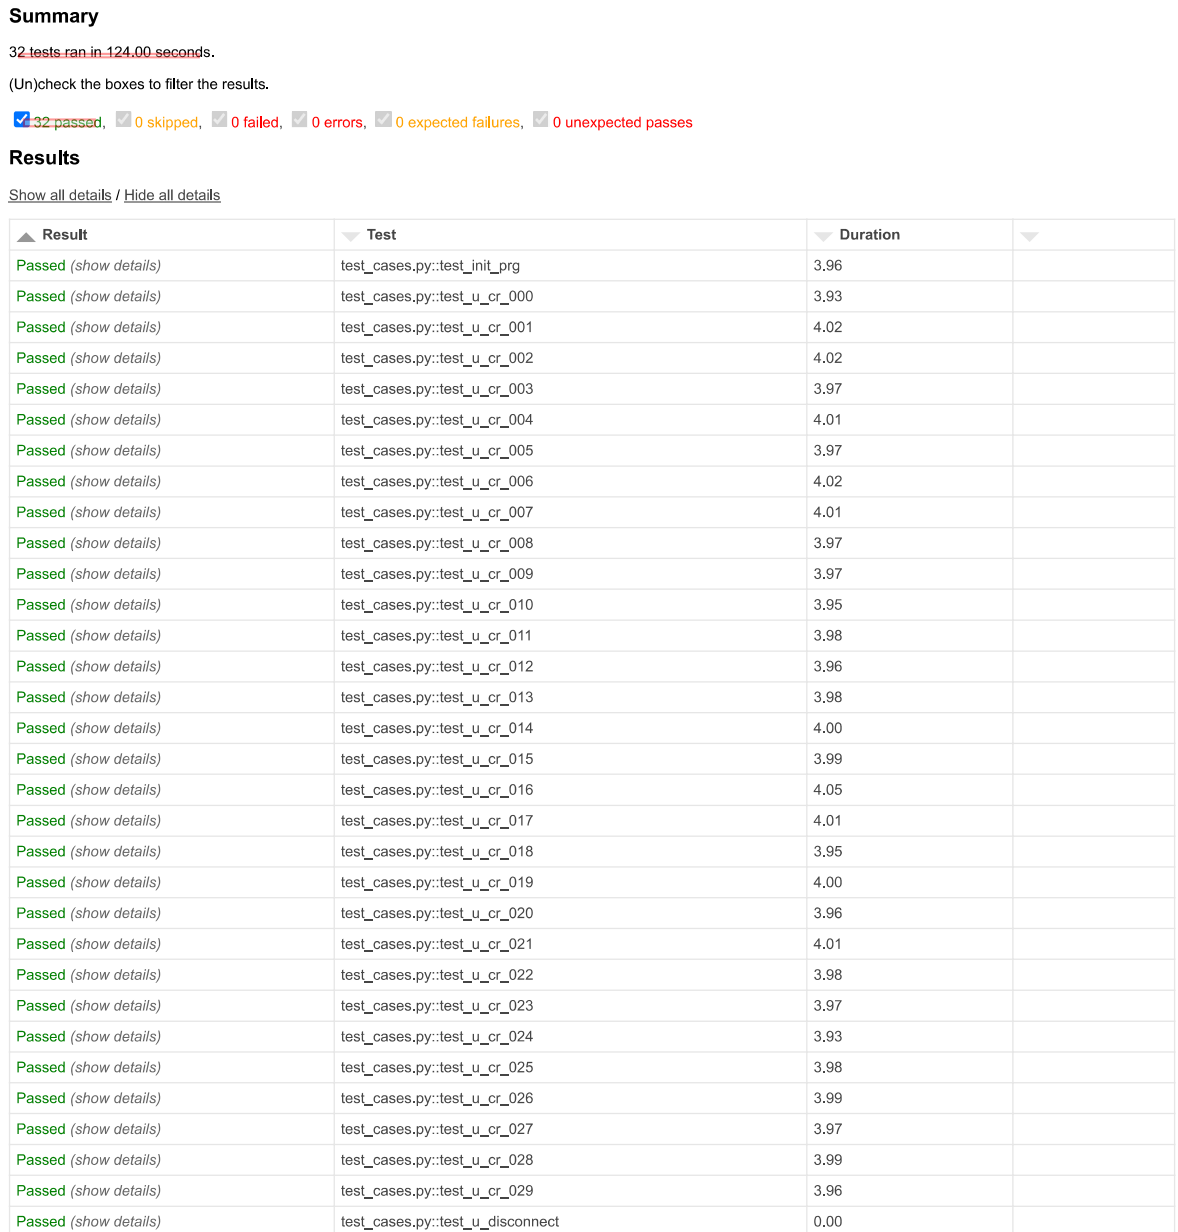 Summary
32 tests ran in 124.00 seconds.
(Un)check the boxes to filter the results.
32 passed, 0 skipped, 0 failed, 0 errors, 0 expected failures, 0 unexpected passes
Results
Show all details / Hide all details
Result Test Duration
Passed (show details) test_cases.py::test_init_prg 3.96
Passed (show details) test_cases.py::test_u_cr_000 3.93
Passed (show details) test_cases.py::test_u_cr_001 4.02
Passed (show details) test_cases.py::test_u_cr_002 4.02
Passed (show details) test_cases.py::test_u_cr_003 3.97
Passed (show details) test_cases.py::test_u_cr_004 4.01
Passed (show details) test_cases.py::test_u_cr_005 3.97
Passed (show details) test_cases.py::test_u_cr_006 4.02
Passed (show details) test_cases.py::test_u_cr_007 4.01
Passed (show details) test_cases.py::test_u_cr_008 3.97
Passed (show details) test_cases.py::test_u_cr_009 3.97
Passed (show details) test_cases.py::test_u_cr_010 3.95
Passed (show details) test_cases.py::test_u_cr_011 3.98
Passed (show details) test_cases.py::test_u_cr_012 3.96
Passed (show details) test_cases.py::test_u_cr_013 3.98
Passed (show details) test_cases.py::test_u_cr_014 4.00
Passed (show details) test_cases.py::test_u_cr_015 3.99
Passed (show details) test_cases.py::test_u_cr_016 4.05
Passed (show details) test_cases.py::test_u_cr_017 4.01
Passed (show details) test_cases.py::test_u_cr_018 3.95
Passed (show details) test_cases.py::test_u_cr_019 4.00
Passed (show details) test_cases.py::test_u_cr_020 3.96
Passed (show details) test_cases.py::test_u_cr_021 4.01
Passed (show details) test_cases.py::test_u_cr_022 3.98
Passed (show details) test_cases.py::test_u_cr_023 3.97
Passed (show details) test_cases.py::test_u_cr_024 3.93
Passed (show details) test_cases.py::test_u_cr_025 3.98
Passed (show details) test_cases.py::test_u_cr_026 3.99
Passed (show details) test_cases.py::test_u_cr_027 3.97
Passed (show details) test_cases.py::test_u_cr_028 3.99
Passed (show details) test_cases.py::test_u_cr_029 3.96
Passed (show details) test_cases.py::test_u_disconnect 0.00